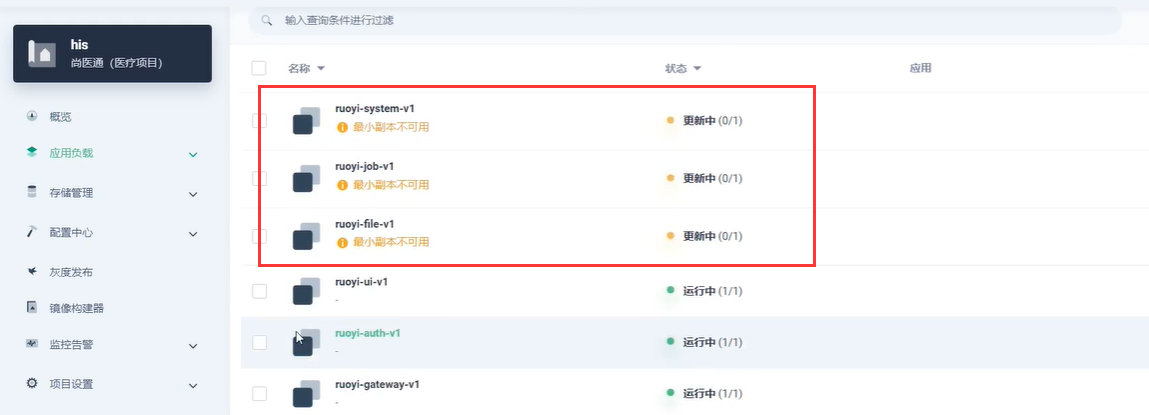 his
尚医通（医疗项目）
概览
应用负载
存储管理
配置中心
灰度发布
镜像构建器
监控告警
项目设置
输入查询条件进行过滤
名称 状态 应用
ruoyi-system-v1
最小副本不可用
更新中 (0/1)
ruoyi-job-v1
最小副本不可用
更新中 (0/1)
ruoyi-file-v1
最小副本不可用
更新中 (0/1)
ruoyi-ui-v1
-
运行中 (1/1)
ruoyi-auth-v1
-
运行中 (1/1)
ruoyi-gateway-v1
-
运行中 (1/1)